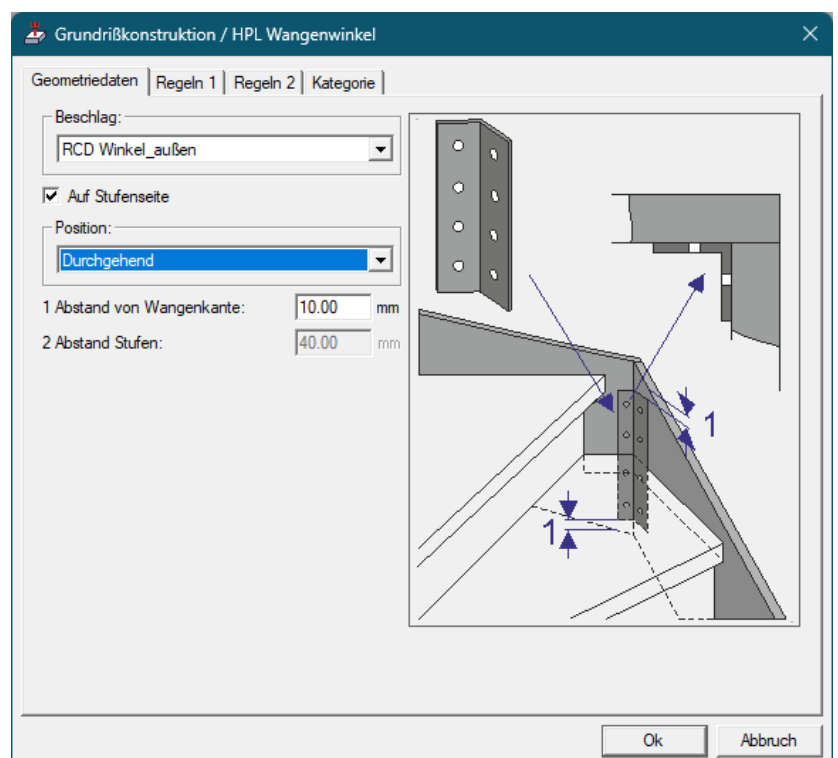 Grundrißkonstruktion / HPL Wangenwinkel
Geometriedaten Regeln 1 Regeln 2 Kategorie
Beschlag:
RCD Winkel_außen
Auf Stufenseite
Position:
Durchgehend
1 Abstand von Wangenkante: 10.00 mm
2 Abstand Stufen: 40.00 mm
1
1
Ok Abbruch